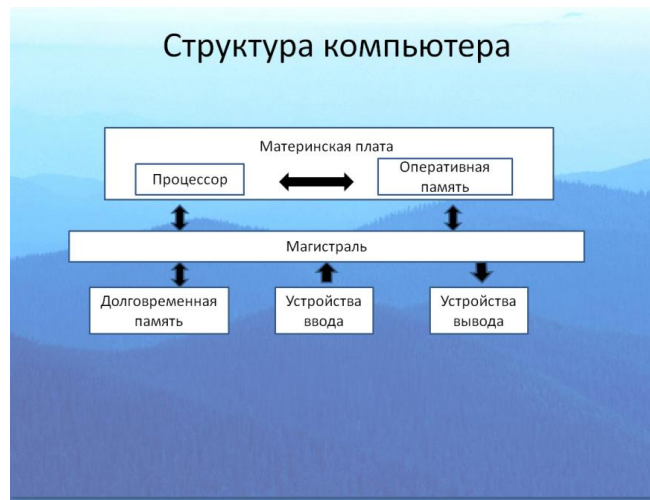 Структура компьютера
Материнская плата
Процессор
Оперативная
память
Магистраль
Долговременная
память
Устройства
ввода
Устройства
вывода